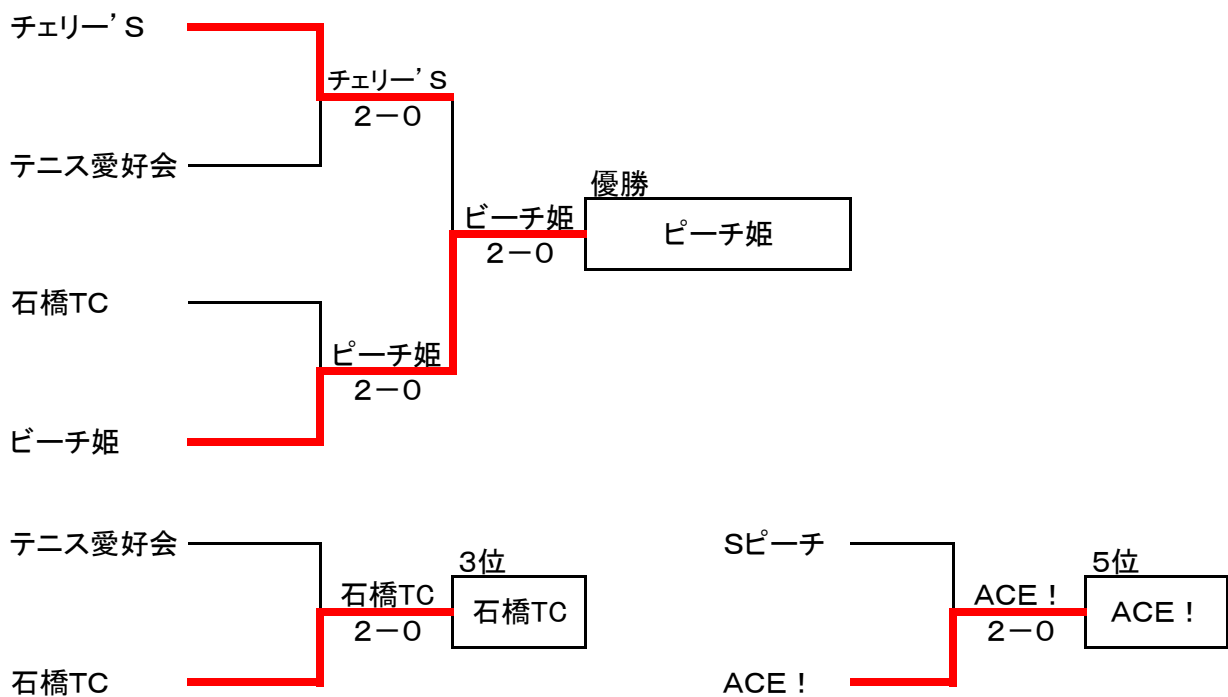 チェリー’S
チェリー’S
2－0
テニス愛好会
優勝
ビーチ姫
2－0
ピーチ姫
石橋TC
ピーチ姫
2－0
ビーチ姫
テニス愛好会
3位
石橋TC
2－0
石橋TC
石橋TC
Sピーチ
5位
ACE！
2－0
ACE！
ACE！